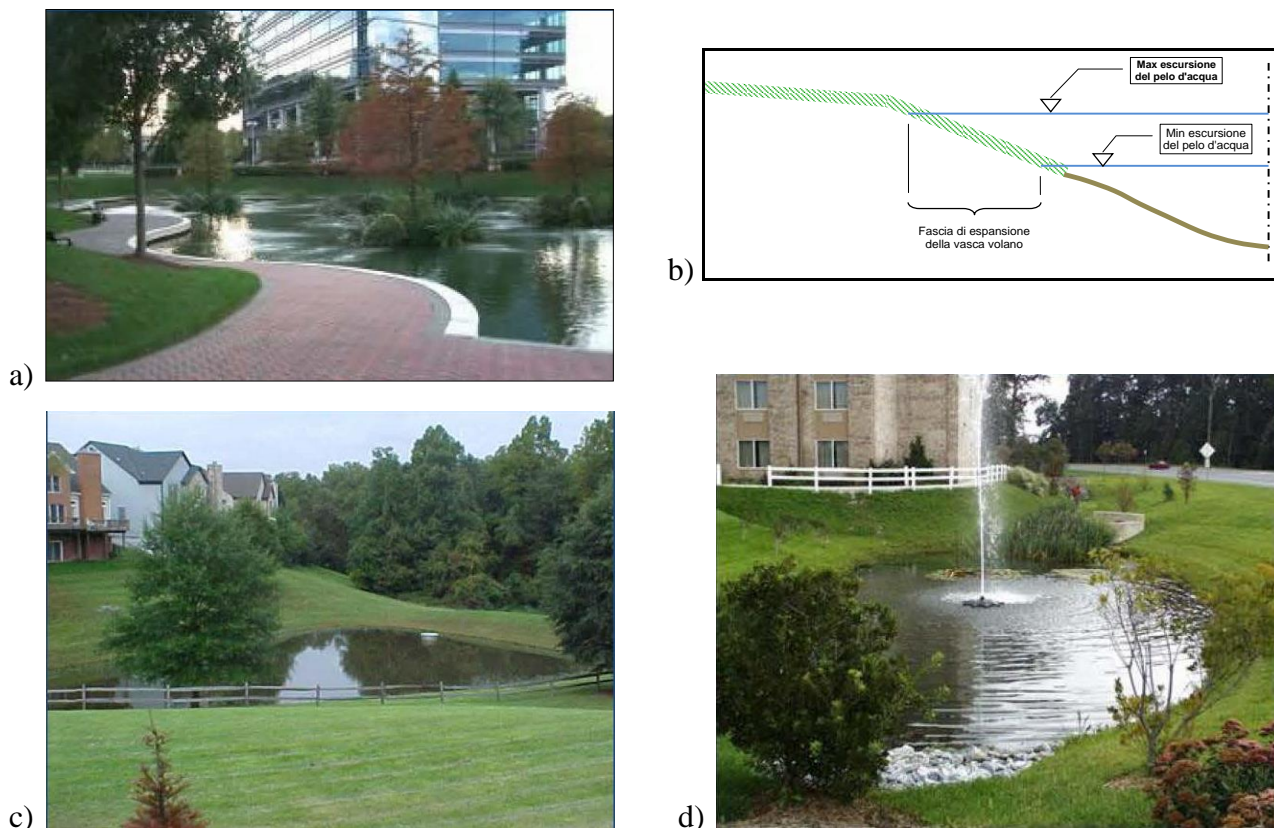 a)
b)
Max escursione
del pelo d'acqua
Min escursione
del pelo d'acqua
Fascia di espansione
della vasca volano
c)
d)